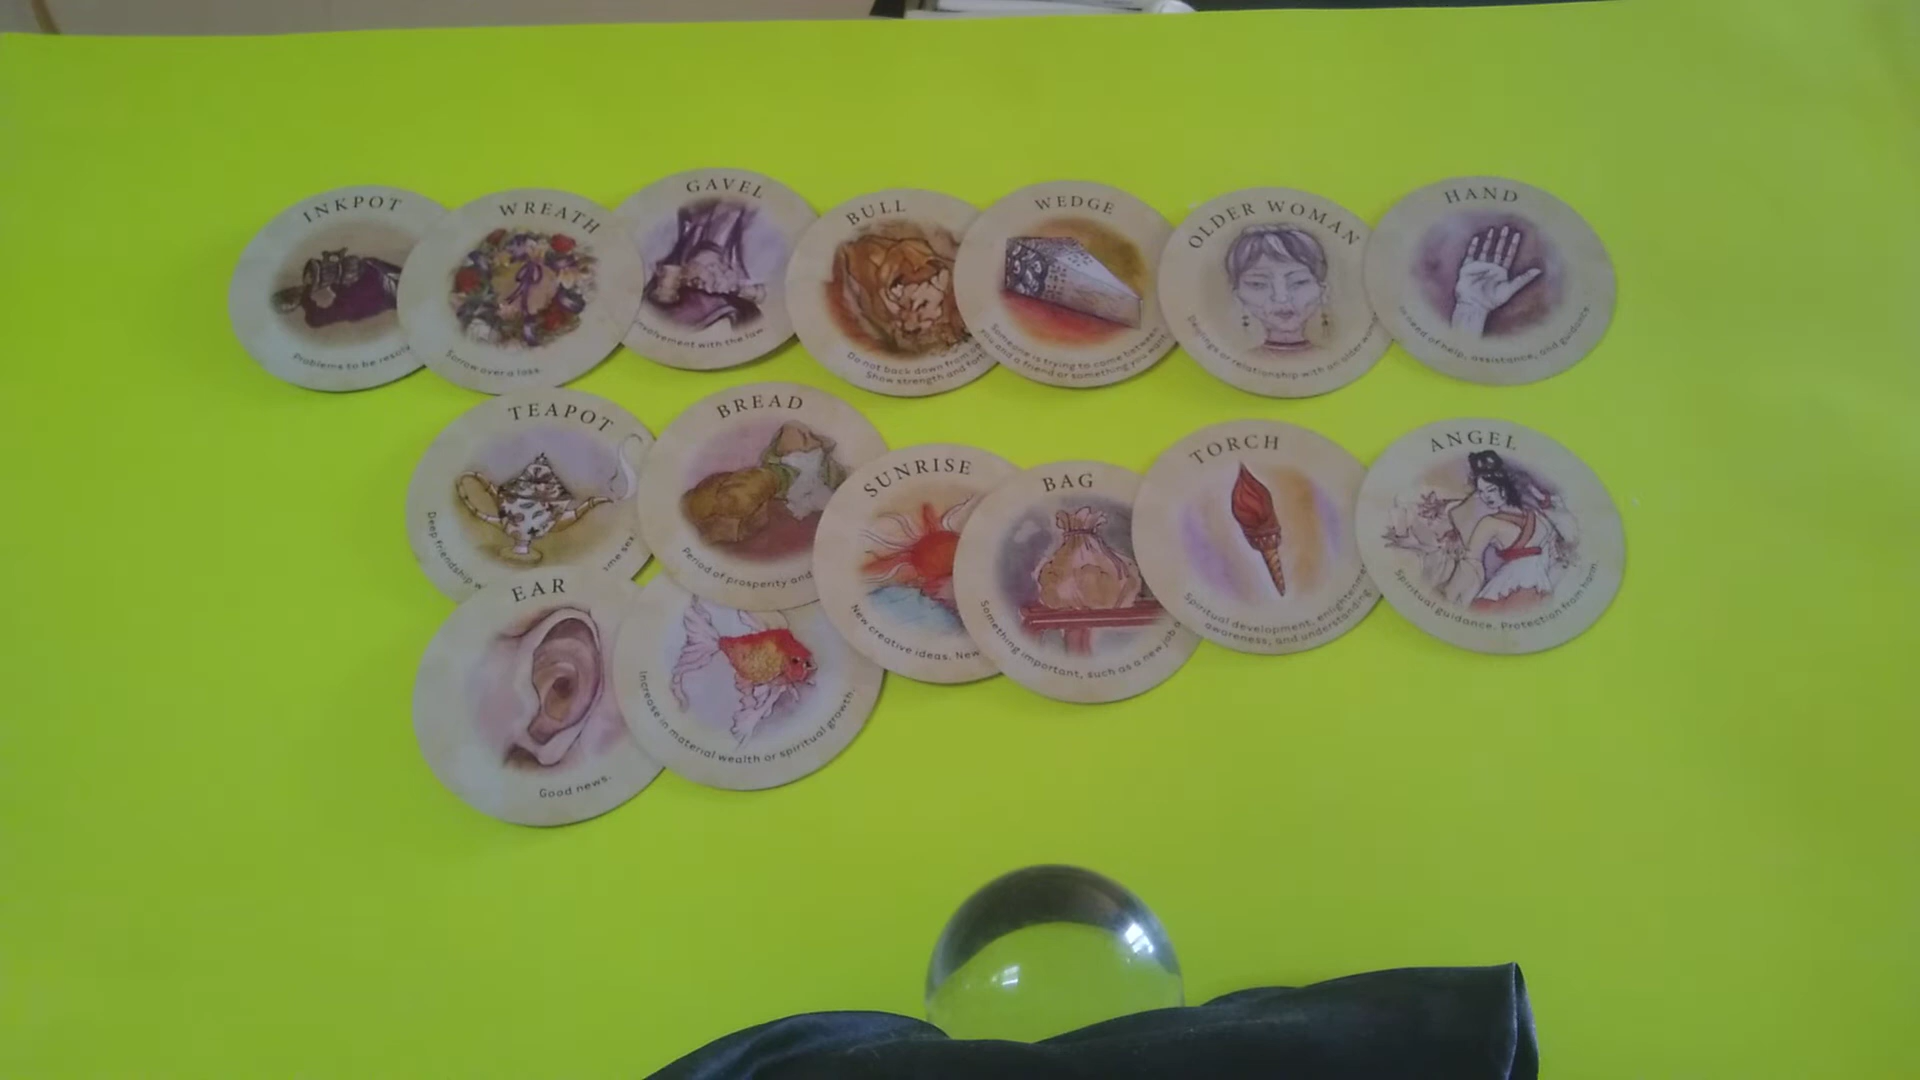 INKPOT
Problems to be
WREATH
Sorrow over a loss.
GAVEL
Involvement with the law.
BULL
Do not back down from
Show strength and
WEDGE
Someone is trying to come between
you and a friend or something you want.
OLDER WOMAN
Dealings or relationship with an older
HAND
In need of help, assistance, and guidance.
TEAPOT
Deep friendship
sex
BREAD
Period of prosperity and
SUNRISE
New creative ideas. New
BAG
Something important, such as a new job
TORCH
Spiritual development, enlightenme
awareness, and understanding
ANGEL
Spiritual guidance. Protection from harm.
EAR
Good news.
Increase in material wealth or spiritual growth.